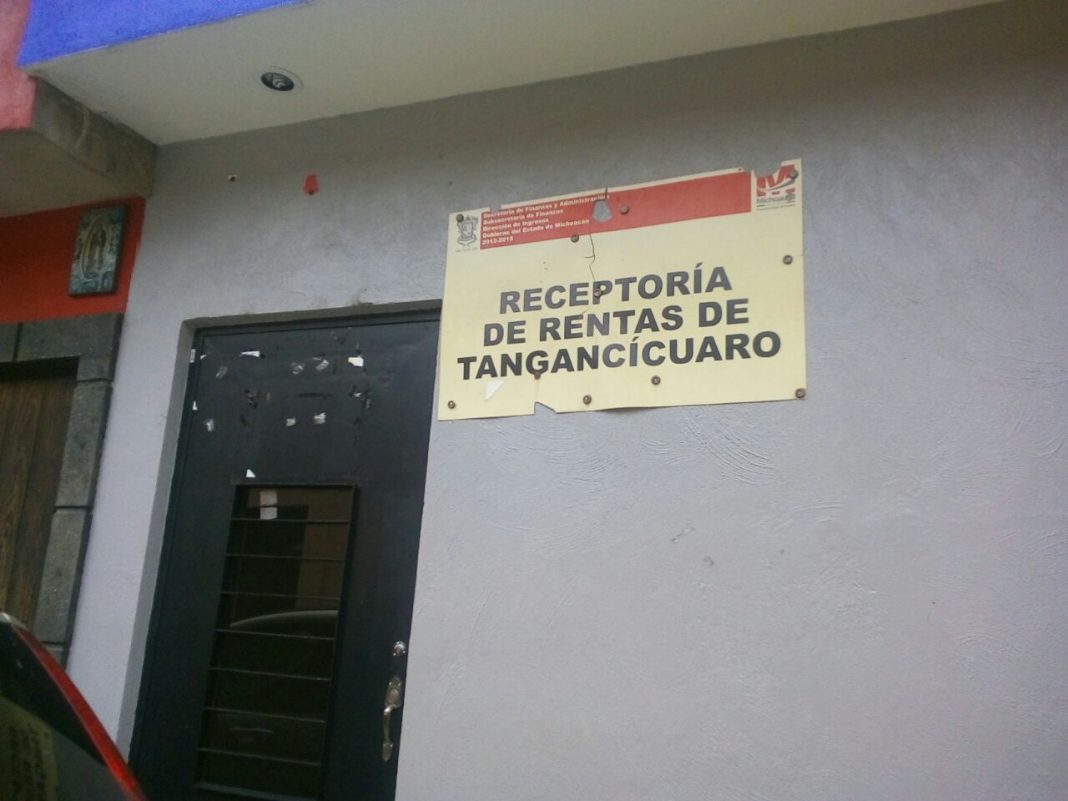 Secretaría de Finanzas y Administración
Subsecretaría de Finanzas
Dirección de Ingresos
Gobierno del Estado de Michoacán
2012-2015
Michoacán
RECEPTORÍA
DE RENTAS DE
TANGANCÍCUARO